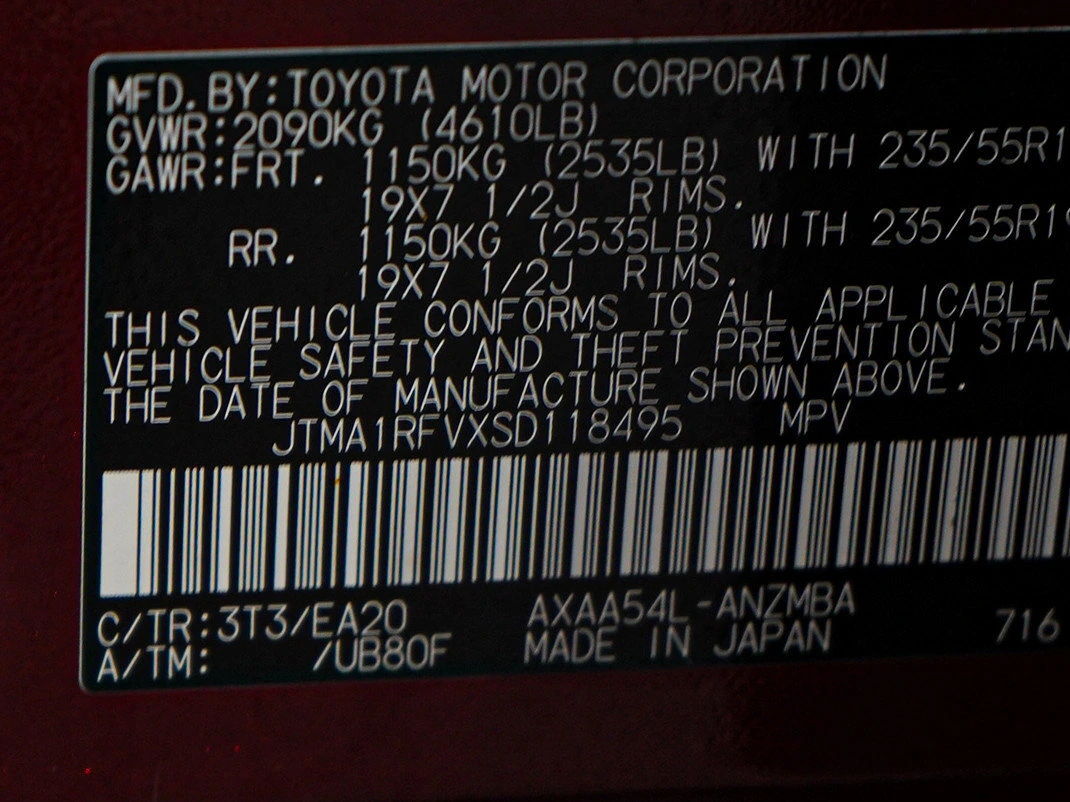 MFD.BY:TOYOTA MOTOR CORPORATION
GVWR:2090KG (4610LB)
GAWR:FRT. 1150KG (2535LB) WITH 235/55R1
19X7 1/2J RIMS.
RR. 1150KG (2535LB) WITH 235/55R19
19X7 1/2J RIMS.
THIS VEHICLE CONFORMS TO ALL APPLICABLE
VEHICLE SAFETY AND THEFT PREVENTION STAN
THE DATE OF MANUFACTURE SHOWN ABOVE.
JTMA1RFVXSD118495 MPV
C/TR:3T3/EA20 AXAA54L-ANZMBA
A/TM: /UB80F MADE IN JAPAN 716